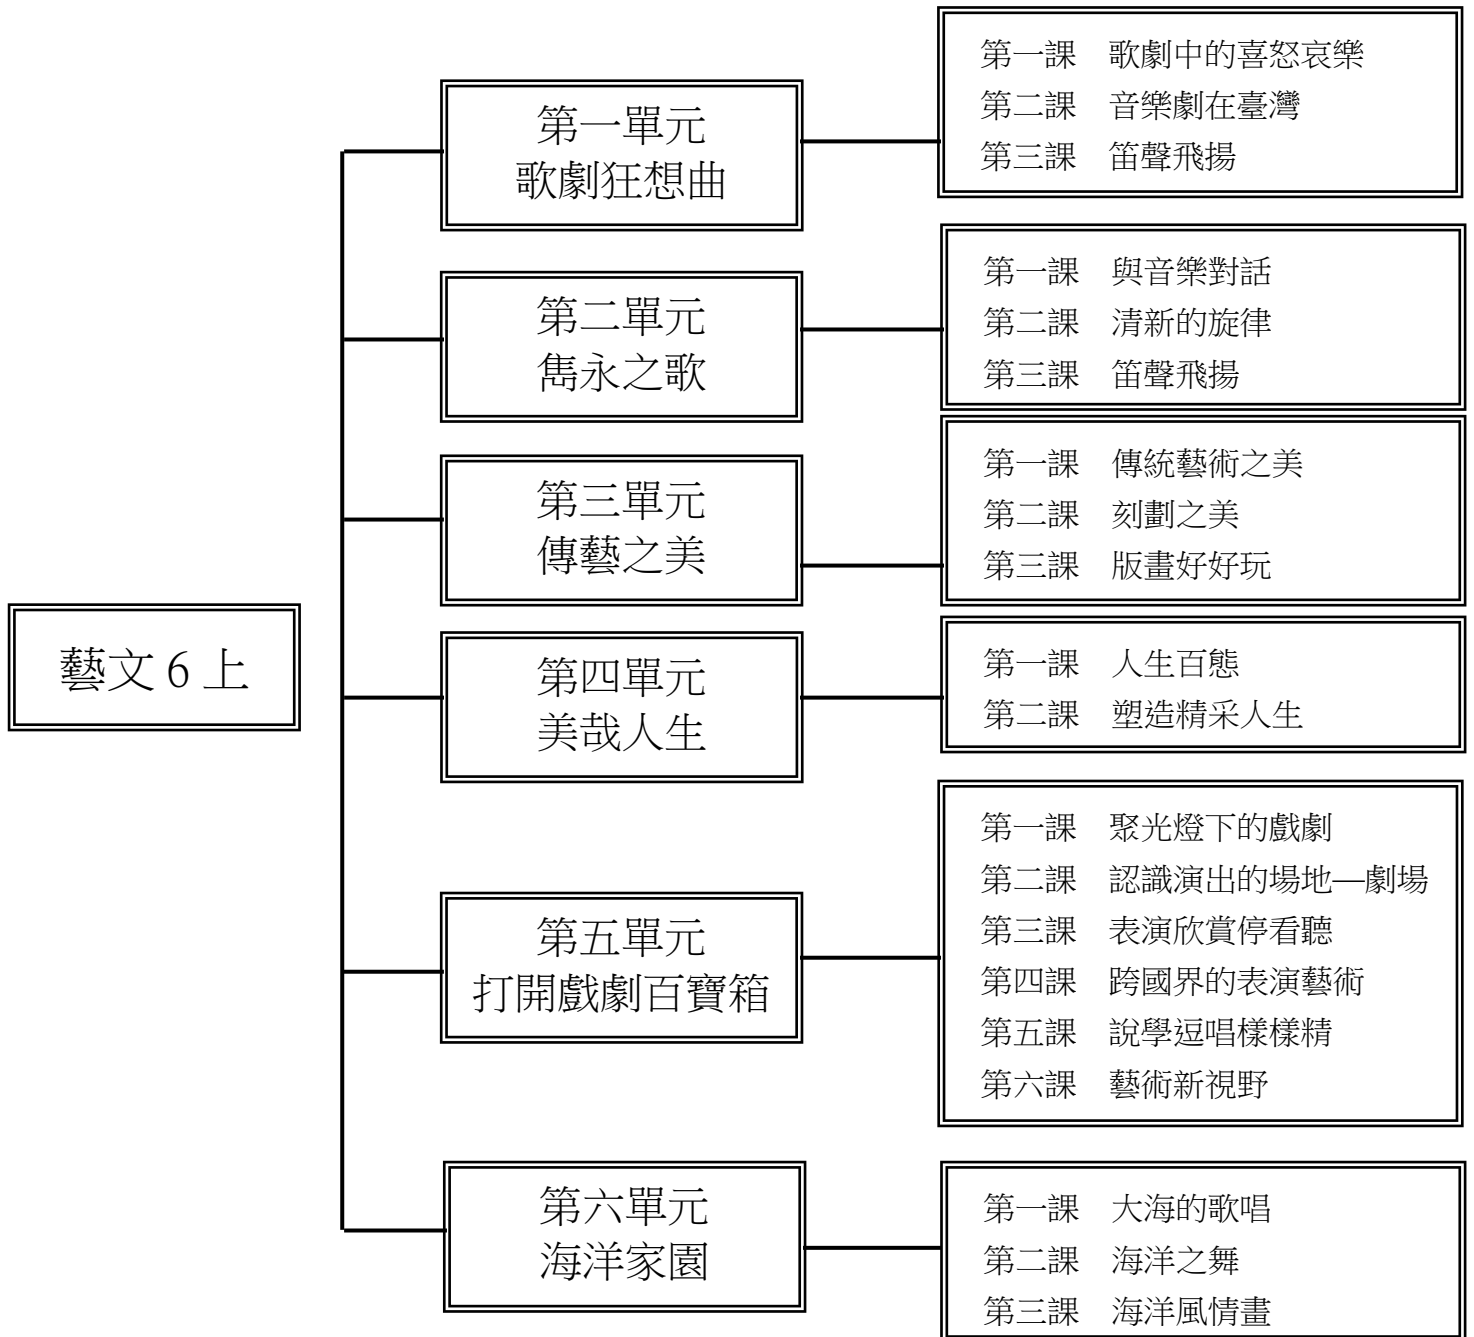 藝文 6 上
第一單元
歌劇狂想曲
第一課　歌劇中的喜怒哀樂
第二課　音樂劇在臺灣
第三課　笛聲飛揚
第二單元
雋永之歌
第一課　與音樂對話
第二課　清新的旋律
第三課　笛聲飛揚
第三單元
傳藝之美
第一課　傳統藝術之美
第二課　刻劃之美
第三課　版畫好好玩
第四單元
美哉人生
第一課　人生百態
第二課　塑造精采人生
第五單元
打開戲劇百寶箱
第一課　聚光燈下的戲劇
第二課　認識演出的場地—劇場
第三課　表演欣賞停看聽
第四課　跨國界的表演藝術
第五課　說學逗唱樣樣精
第六課　藝術新視野
第六單元
海洋家園
第一課　大海的歌唱
第二課　海洋之舞
第三課　海洋風情畫